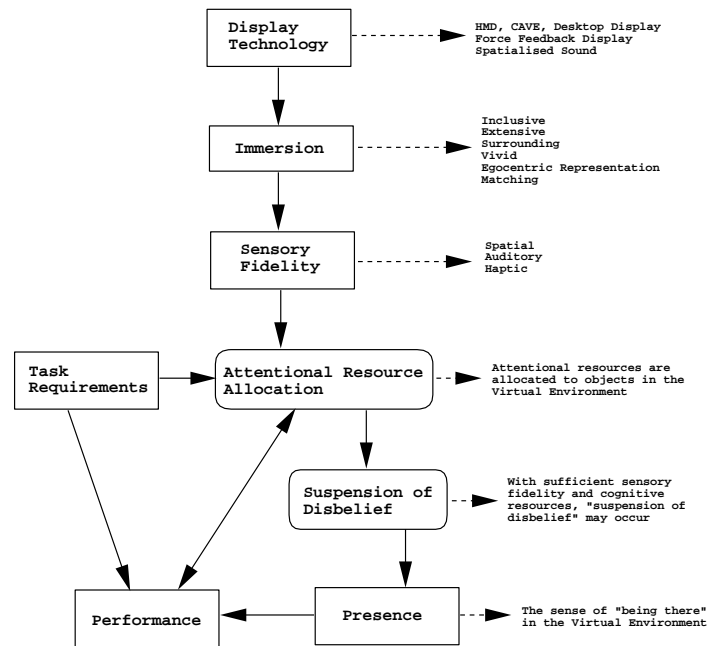 Display
Technology
HMD, CAVE, Desktop Display
Force Feedback Display
Spatialised Sound
Immersion
Inclusive
Extensive
Surrounding
Vivid
Egocentric Representation
Matching
Sensory
Fidelity
Spatial
Auditory
Haptic
Task
Requirements
Attentional Resource
Allocation
Attentional resources are
allocated to objects in the
Virtual Environment
Suspension of
Disbelief
With sufficient sensory
fidelity and cognitive
resources, "suspension of
disbelief" may occur
Performance
Presence
The sense of "being there"
in the Virtual Environment